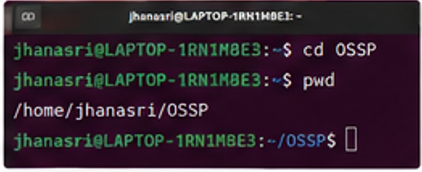 jhanasri@LAPTOP-1RN1M8E3: ~
jhanasri@LAPTOP-1RN1M8E3:~$ cd OSSP
jhanasri@LAPTOP-1RN1M8E3:~$ pwd
/home/jhanasri/OSSP
jhanasri@LAPTOP-1RN1M8E3:~/OSSP$